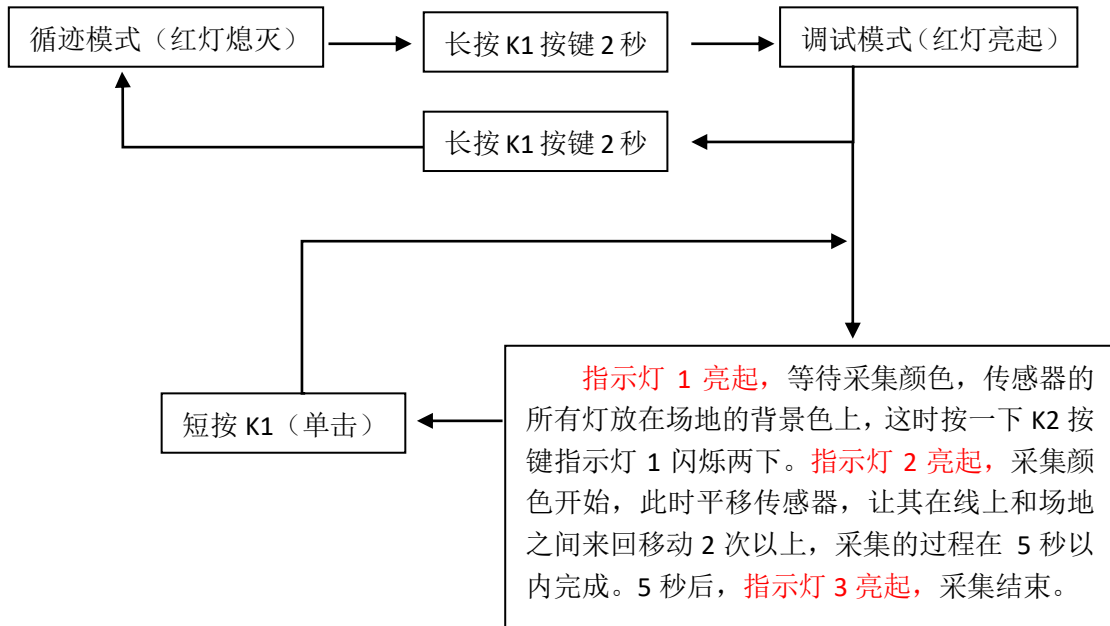 循迹模式（红灯熄灭）
长按 K1 按键 2 秒
调试模式（红灯亮起）
长按 K1 按键 2 秒
短按 K1（单击）
指示灯 1 亮起，等待采集颜色，传感器的
所有灯放在场地的背景色上，这时按一下 K2 按
键指示灯 1 闪烁两下。指示灯 2 亮起，采集颜
色开始，此时平移传感器，让其在线上和场地
之间来回移动 2 次以上，采集的过程在 5 秒以
内完成。5 秒后，指示灯 3 亮起，采集结束。